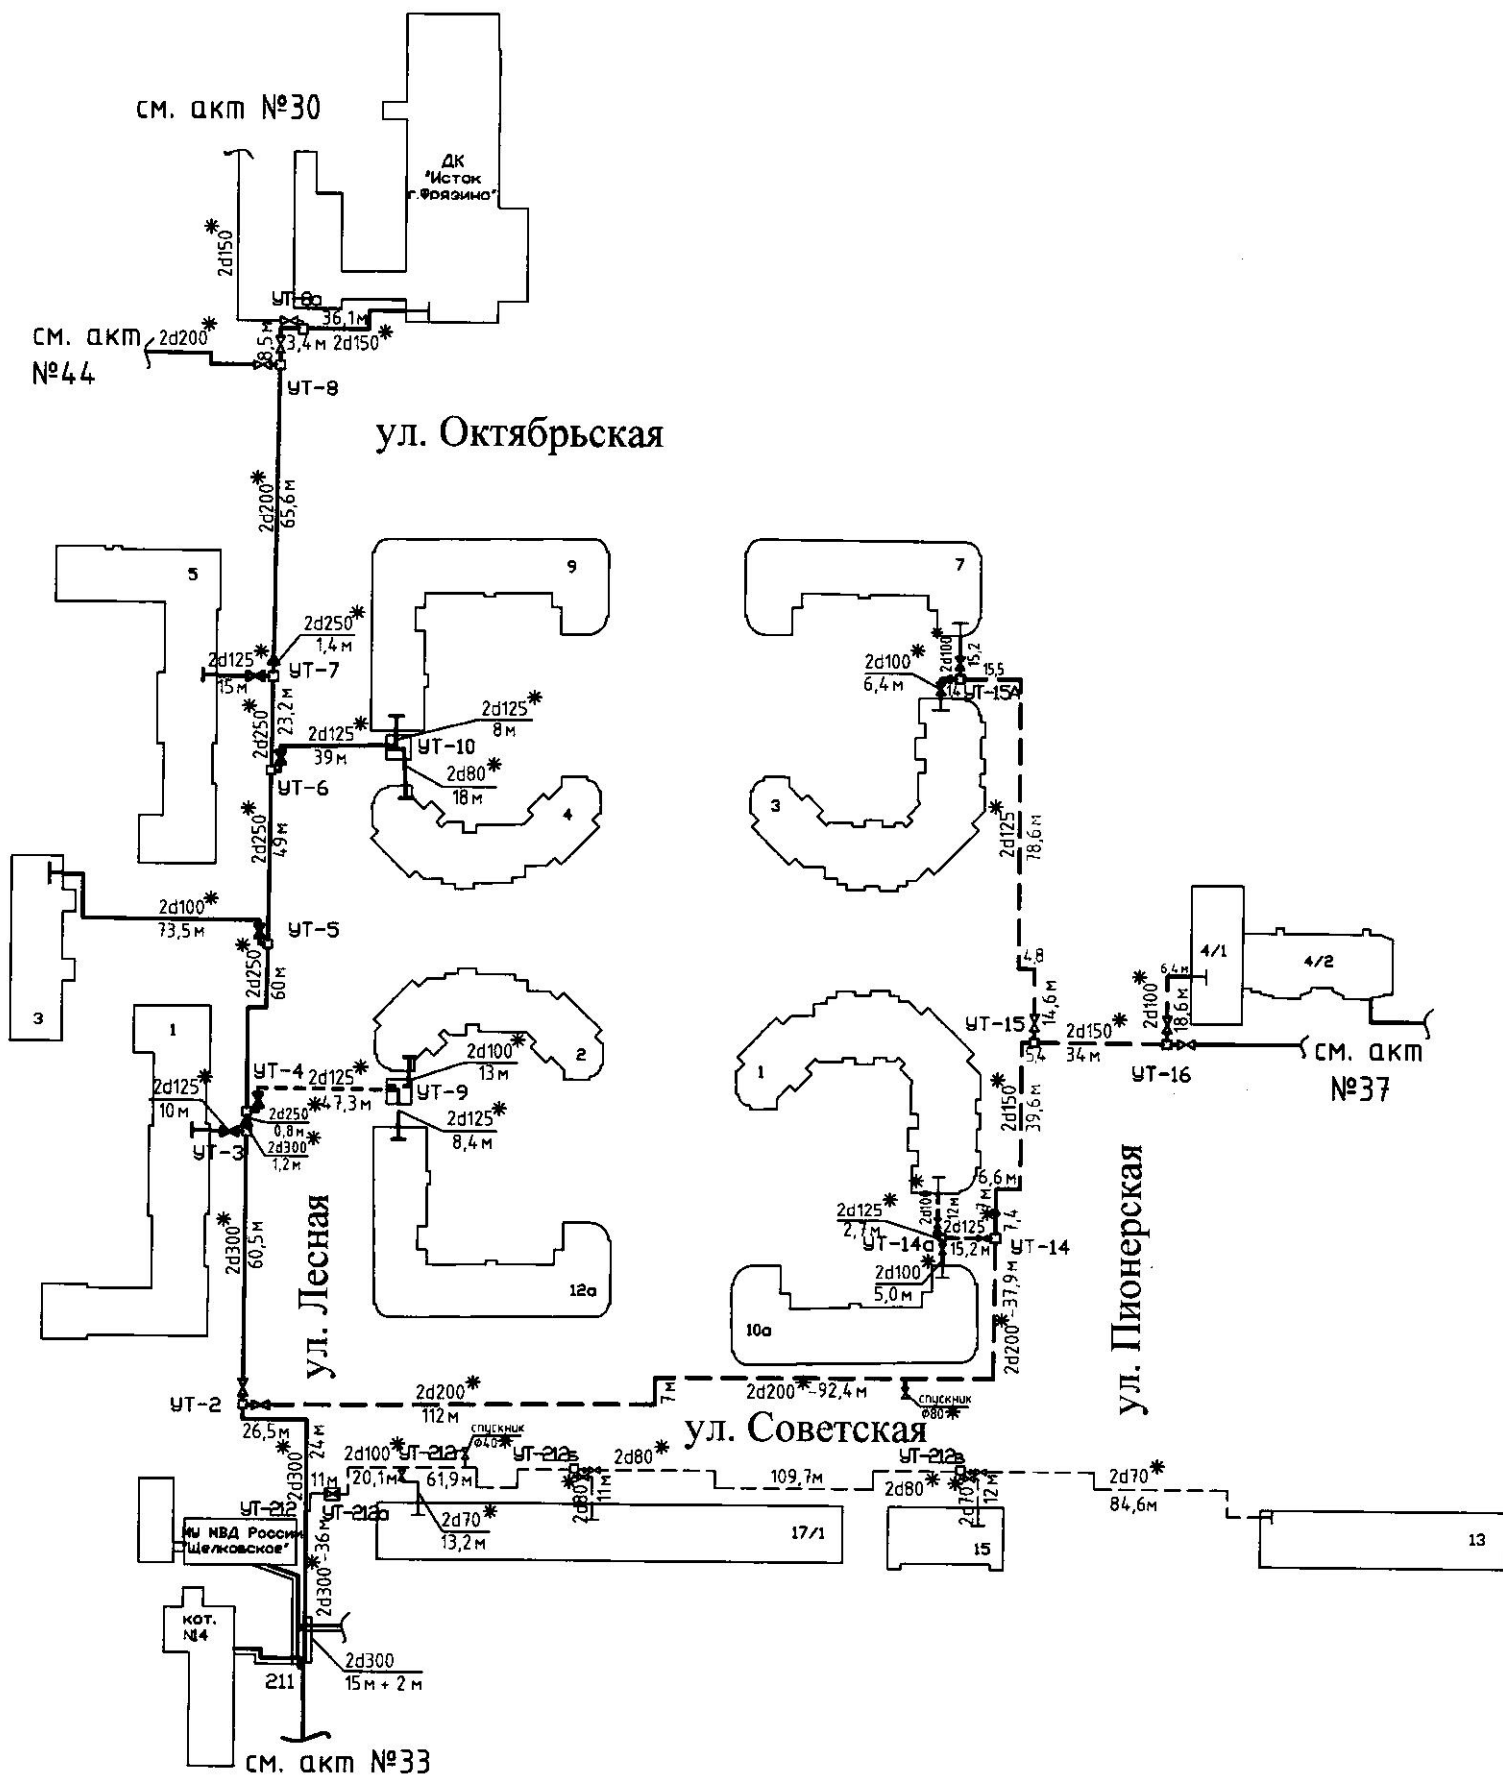 см. акт №30
ДК
"Исток
г.Фрязино"
2d150*
УТ-8а
36,1м
8,5м
3,4м 2d150*
см. акт
№44
2d200*
УТ-8
ул. Октябрьская
2d200*
65,6м
5
9
7
2d250*
1,4м
2d125*
15м
УТ-7
2d250*
23,2м
2d125*
39м
УТ-10
2d125*
8м
УТ-6
2d80*
18м
4
2d100*
6,4м
2d100*
15,2
15,5
14
УТ-15А
3
2d125*
78,6м
2d250*
49м
2d100*
73,5м
УТ-5
2d250*
60м
3
1
4,8
14,6м
УТ-15
5,4
2d150*
34м
2d100*
18,6м
6,4м
4/1
4/2
УТ-16
см. акт
№37
2
УТ-4
2d125*
47,3м
2d100*
13м
УТ-9
2d125*
8,4м
2d125*
10м
2d250*
0,8м
2d300*
1,2м
УТ-3
1
2d150*
39,6м
6,6м
7м
7,4
2d100*
12м
2d125*
2,7м
УТ-14а
2d125*
15,2м
УТ-14
2d100*
5,0м
2d200*-37,9м
10а
12а
2d300*
60,5м
ул. Лесная
ул. Пионерская
УТ-2
2d200*
112м
7м
2d200*-92,4м
спускник
ø80*
26,5м
24м
2d300*
ул. Советская
спускник
ø40*
11м
2d100*
20,1м
УТ-212г
61,9м
УТ-212б
2d80*
11м
2d80*
109,7м
УТ-212в
2d80*
2d70*
12м
2d70*
84,6м
УТ-212
УТ-212а
2d70*
13,2м
17/1
15
13
МУ МВД России
"Щелковское"
2d300*-36м
кот.
№14
211
2d300
15м + 2м
см. акт №33